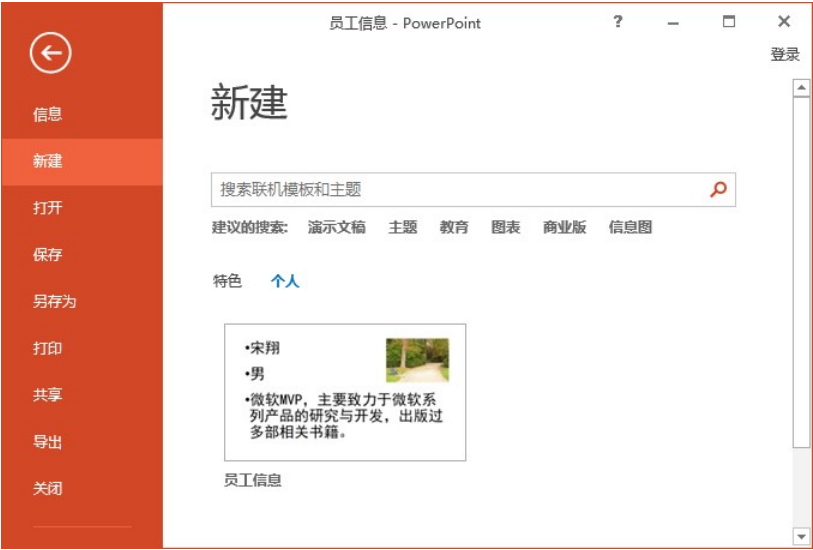 员工信息 - PowerPoint
?
登录
信息
新建
打开
保存
另存为
打印
共享
导出
关闭
新建
搜索联机模板和主题
建议的搜索: 演示文稿 主题 教育 图表 商业版 信息图
特色 个人
•宋翔
•男
•微软MVP，主要致力于微软系
列产品的研究与开发，出版过
多部相关书籍。
员工信息